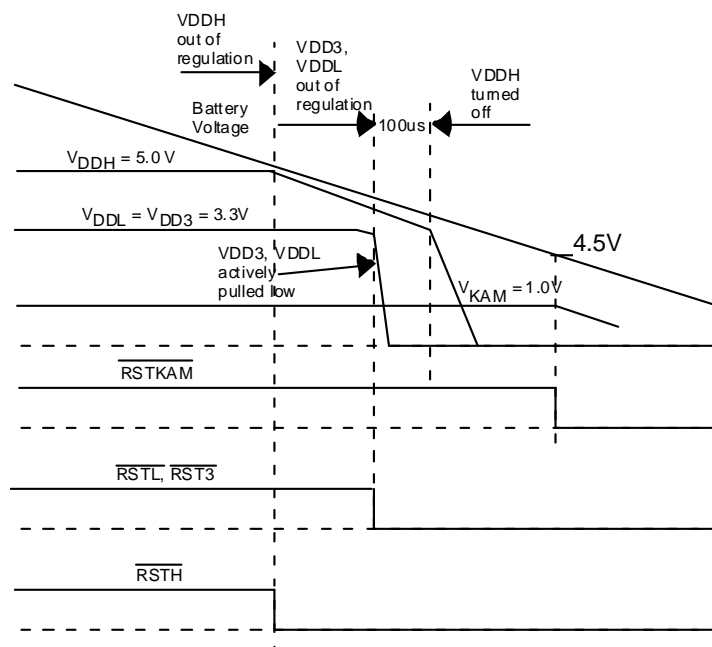 VDDH
out of
regulation
VDD3,
VDDL
out of
regulation
VDDH
turned
off
Battery
Voltage
100us
VDDH = 5.0 V
VDDL = VDD3 = 3.3V
4.5V
VDD3, VDDL
actively
pulled low
VKAM = 1.0V
RSTKAM
RSTL, RST3
RSTH